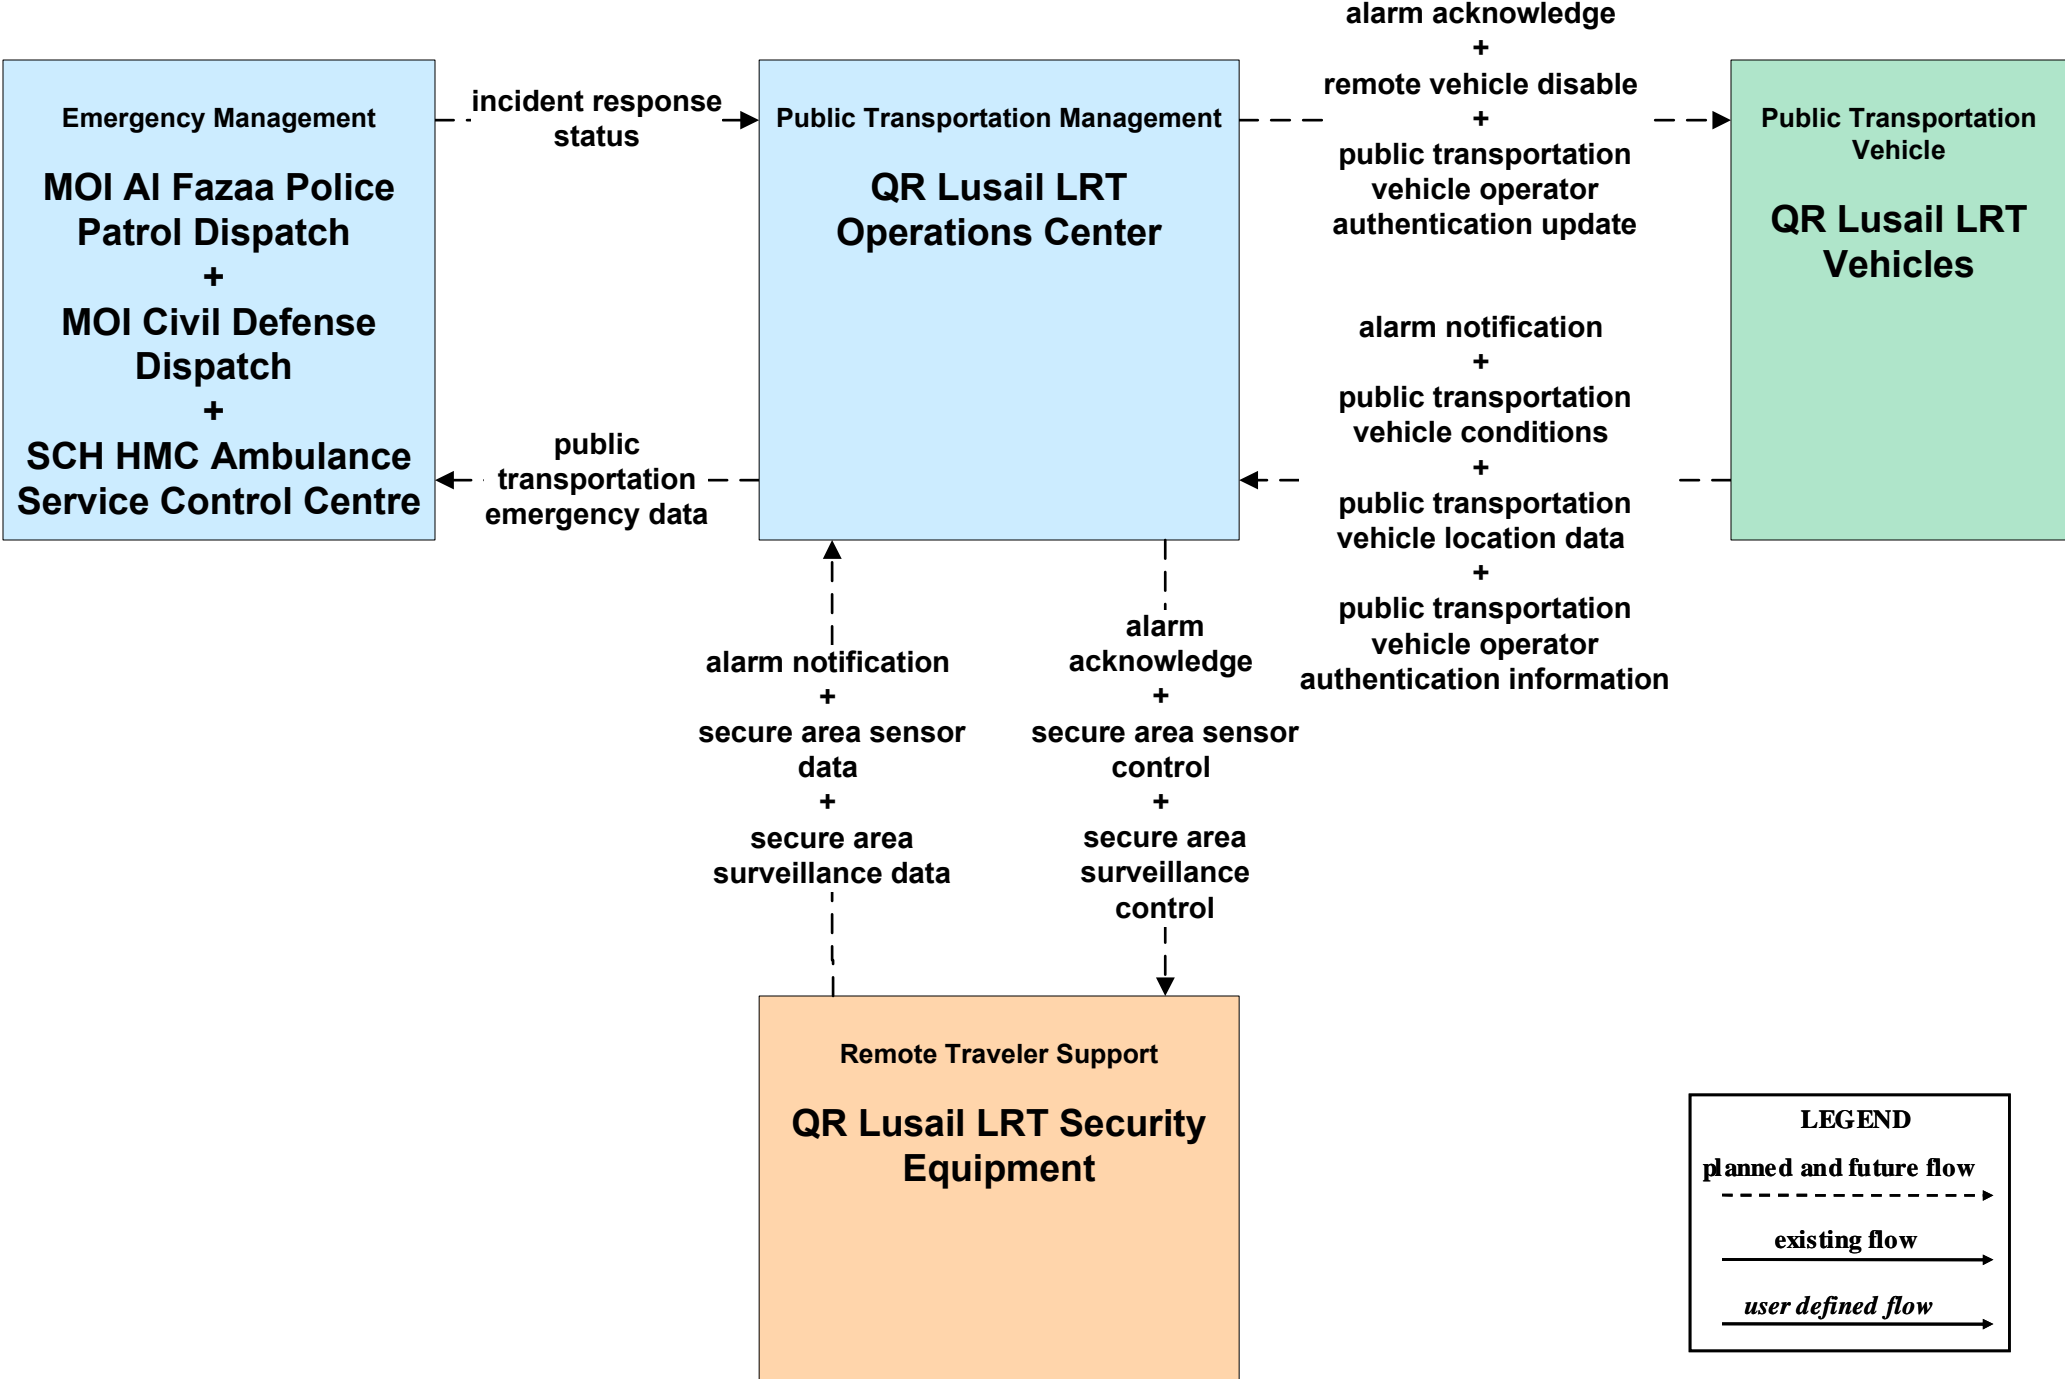 Emergency Management
MOI Al Fazaa Police
Patrol Dispatch
+
MOI Civil Defense
Dispatch
+
SCH HMC Ambulance
Service Control Centre
incident response
status
public
transportation
emergency data
Public Transportation Management
QR Lusail LRT
Operations Center
alarm acknowledge
+
remote vehicle disable
+
public transportation
vehicle operator
authentication update
alarm notification
+
public transportation
vehicle conditions
+
public transportation
vehicle location data
+
public transportation
vehicle operator
authentication information
Public Transportation
Vehicle
QR Lusail LRT
Vehicles
alarm notification
+
secure area sensor
data
+
secure area
surveillance data
alarm
acknowledge
+
secure area sensor
control
+
secure area
surveillance
control
Remote Traveler Support
QR Lusail LRT Security
Equipment
LEGEND
planned and future flow
existing flow
user defined flow